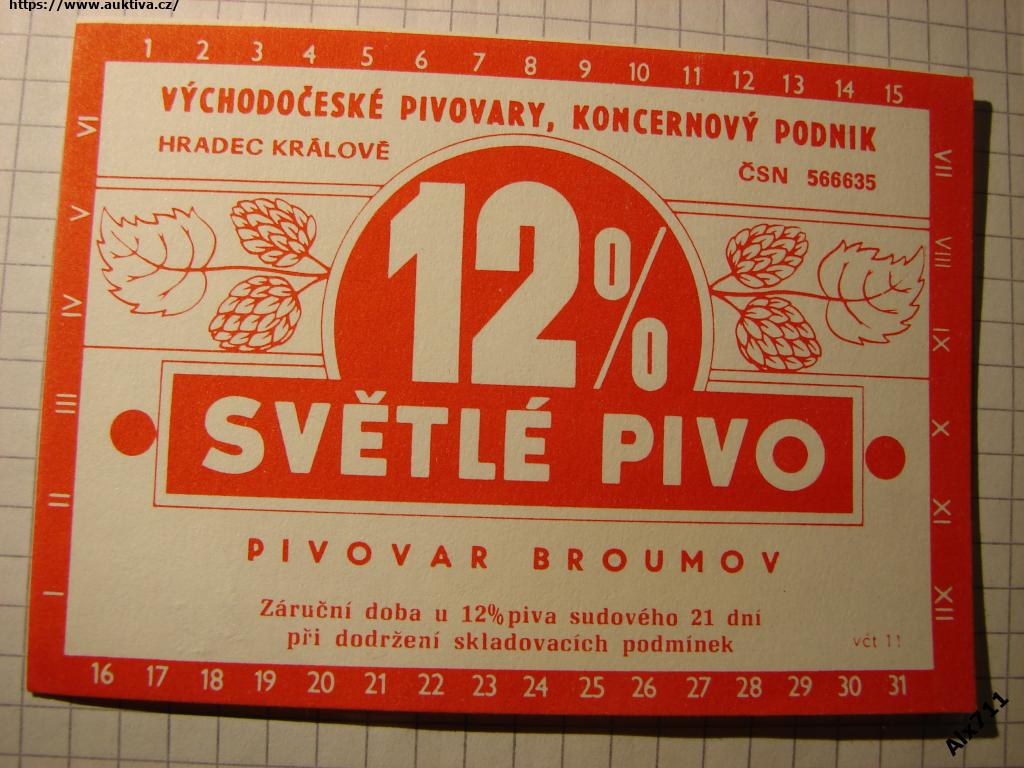 https://www.auktiva.cz/
1 2 3 4 5 6 7 8 9 10 11 12 13 14 15
VÝCHODOČESKÉ PIVOVARY, KONCERNOVÝ PODNIK
HRADEC KRÁLOVÉ
ČSN 566635
VI
V
IV
III
II
I
VII
VIII
IX
X
XI
XII
12%
SVĚTLÉ PIVO
PIVOVAR BROUMOV
Záruční doba u 12% piva sudového 21 dní
při dodržení skladovacích podmínek
včt 11
16 17 18 19 20 21 22 23 24 25 26 27 28 29 30 31
Alx711